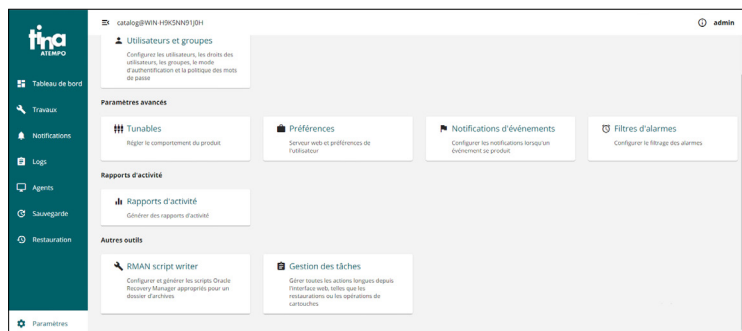 tina
ATEMPO
catalog@WIN-H9K5NN91J0H
admin
Tableau de bord
Travaux
Notifications
Logs
Agents
Sauvegarde
Restauration
Paramètres
Utilisateurs et groupes
Configurez les utilisateurs, les droits des
utilisateurs, les groupes, le mode
d'authentification et la politique des mots
de passe
Paramètres avancés
Tunables
Régler le comportement du produit
Préférences
Serveur web et préférences de
l'utilisateur
Notifications d'événements
Configurer les notifications lorsqu'un
événement se produit
Filtres d'alarmes
Configurer le filtrage des alarmes
Rapports d'activité
Rapports d'activité
Générer des rapports d'activité
Autres outils
RMAN script writer
Configurer et générer les scripts Oracle
Recovery Manager appropriés pour un
dossier d'archives
Gestion des tâches
Gérer toutes les actions longues depuis
l'interface web, telles que les
restaurations ou les opérations de
cartouches